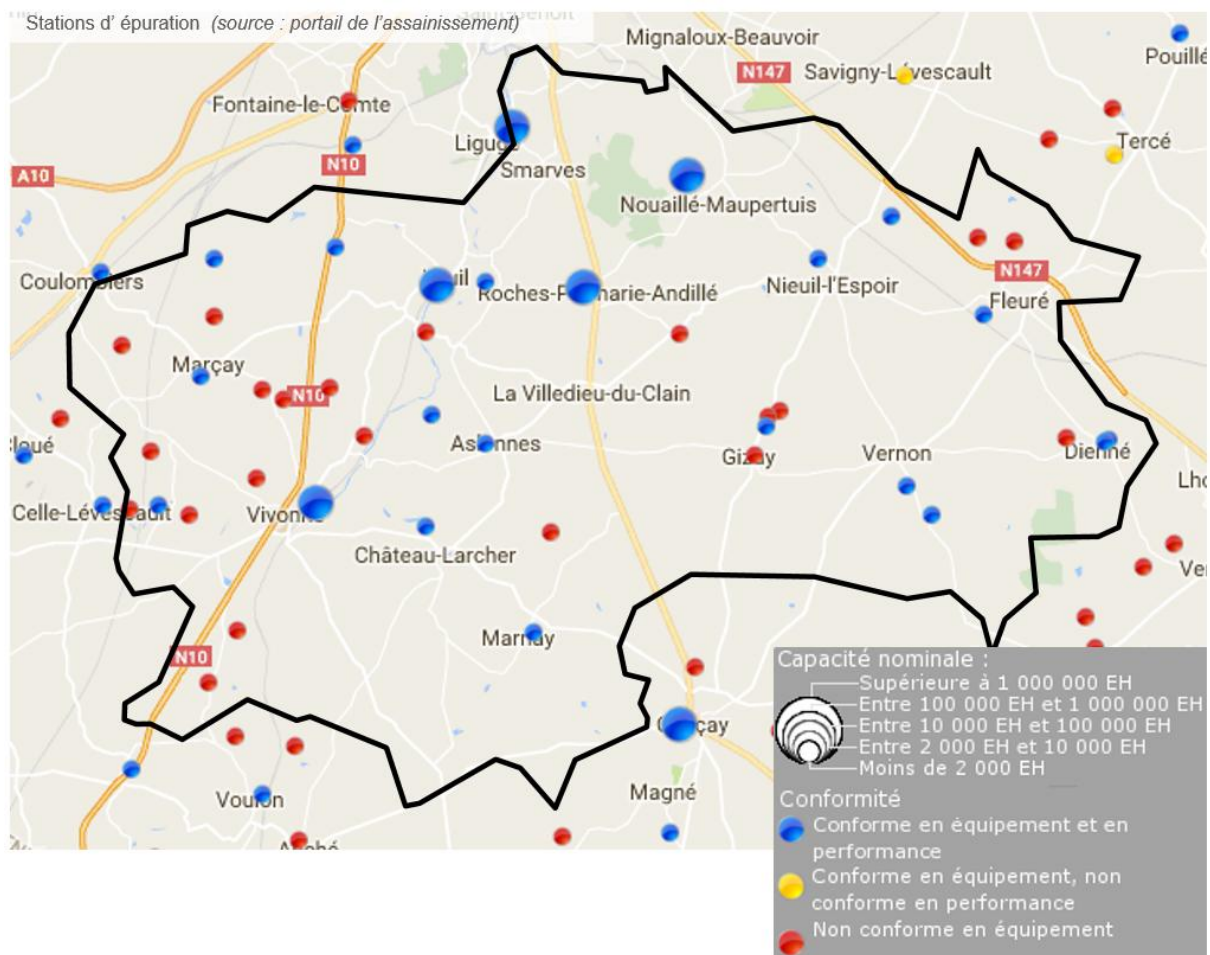 Stations d' épuration (source : portail de l'assainissement)
Mignaloux-Beauvoir
Pouillé
N147
Savigny-Lévescault
Fontaine-le-Comte
Ligugé
N10
Tercé
A10
Smarves
Nouaillé-Maupertuis
Coulombiers
N147
Nieuil-l'Espoir
Fleuré
Marçay
N10
La Villedieu-du-Clain
Gizay
Vernon
Dienné
Celle-Lévescault
Vivonne
Château-Larcher
Marnay
N10
Magné
Voulon
Capacité nominale :
Supérieure à 1 000 000 EH
Entre 100 000 EH et 1 000 000 EH
Entre 10 000 EH et 100 000 EH
Entre 2 000 EH et 10 000 EH
Moins de 2 000 EH
Conformité
Conforme en équipement et en
performance
Conforme en équipement, non
conforme en performance
Non conforme en équipement